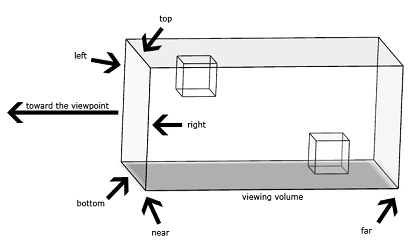 top
left
toward the viewpoint
right
bottom
viewing volume
near
far